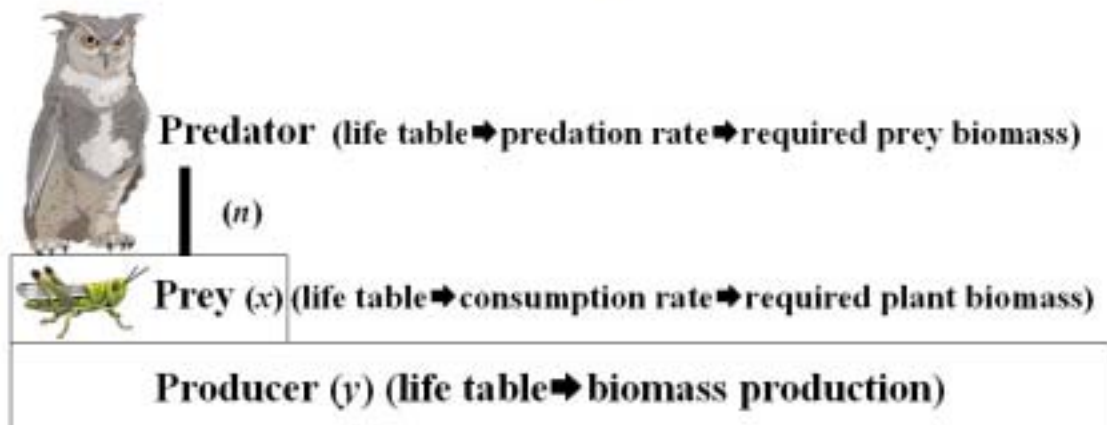 Predator (life table➡predation rate➡required prey biomass)
(n)
Prey (x) (life table➡consumption rate➡required plant biomass)
Producer (y) (life table➡biomass production)